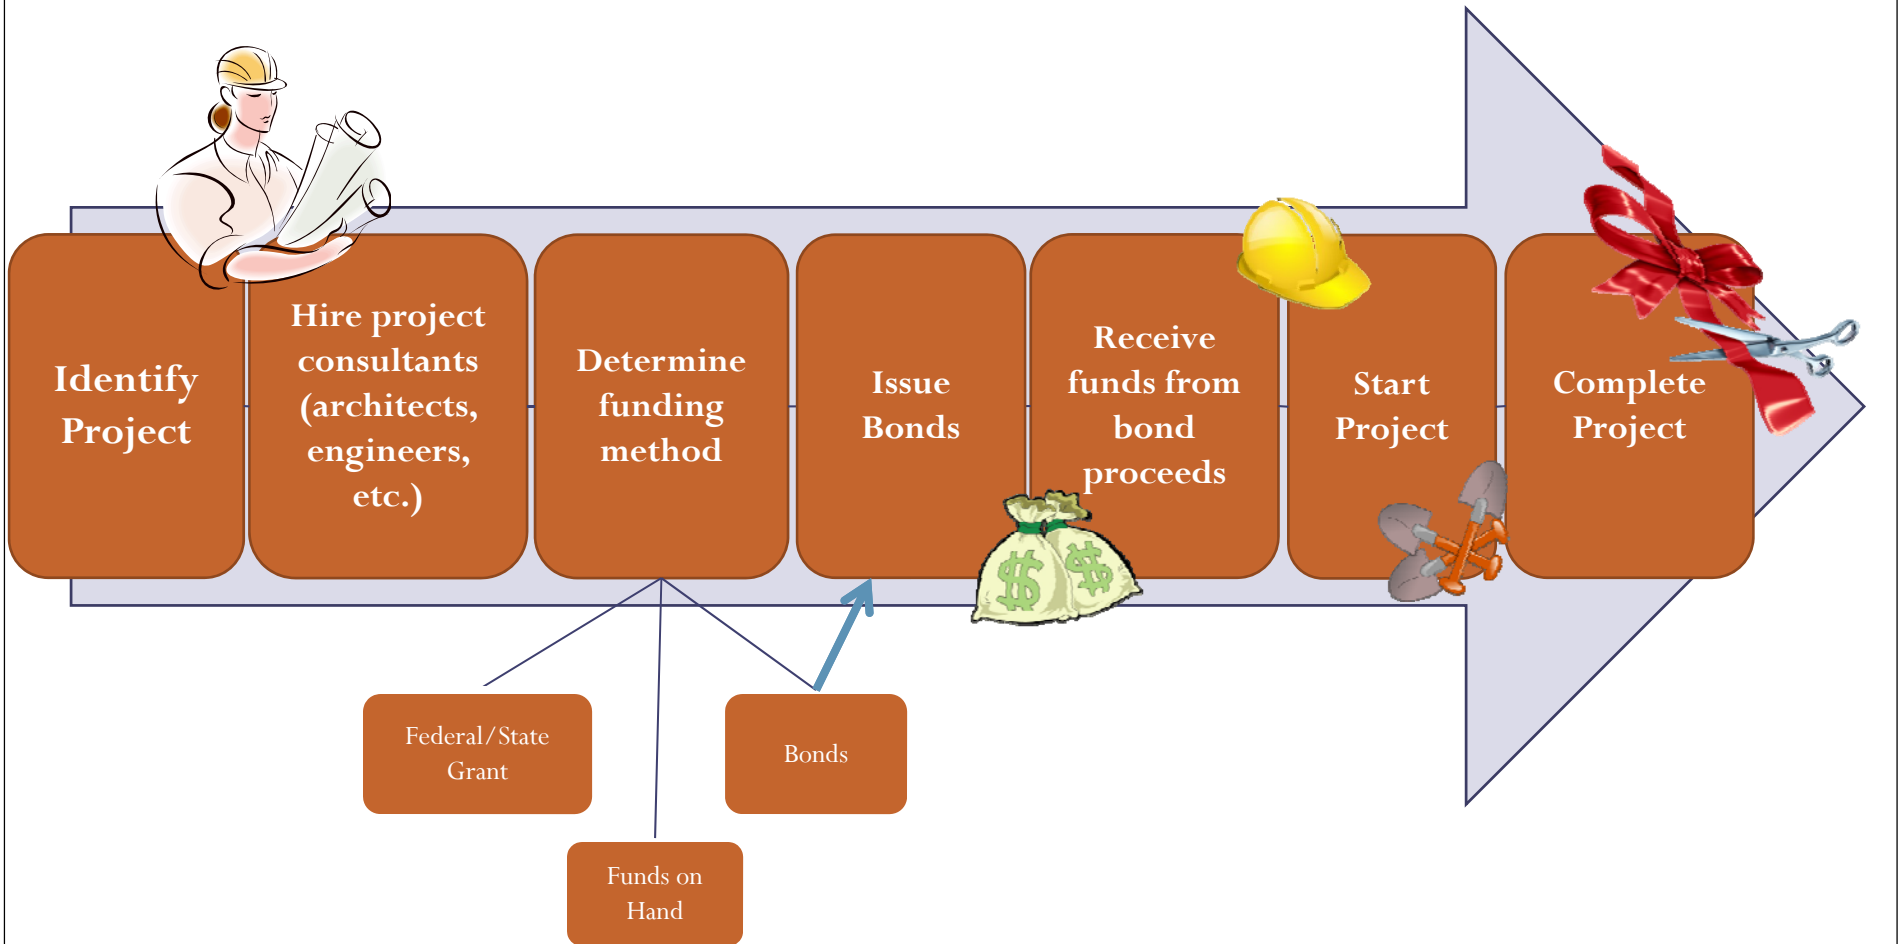 Identify
Project
Hire project
consultants
(architects,
engineers,
etc.)
Determine
funding
method
Issue
Bonds
Receive
funds from
bond
proceeds
Start
Project
Complete
Project
Federal/State
Grant
Bonds
Funds on
Hand
$
$